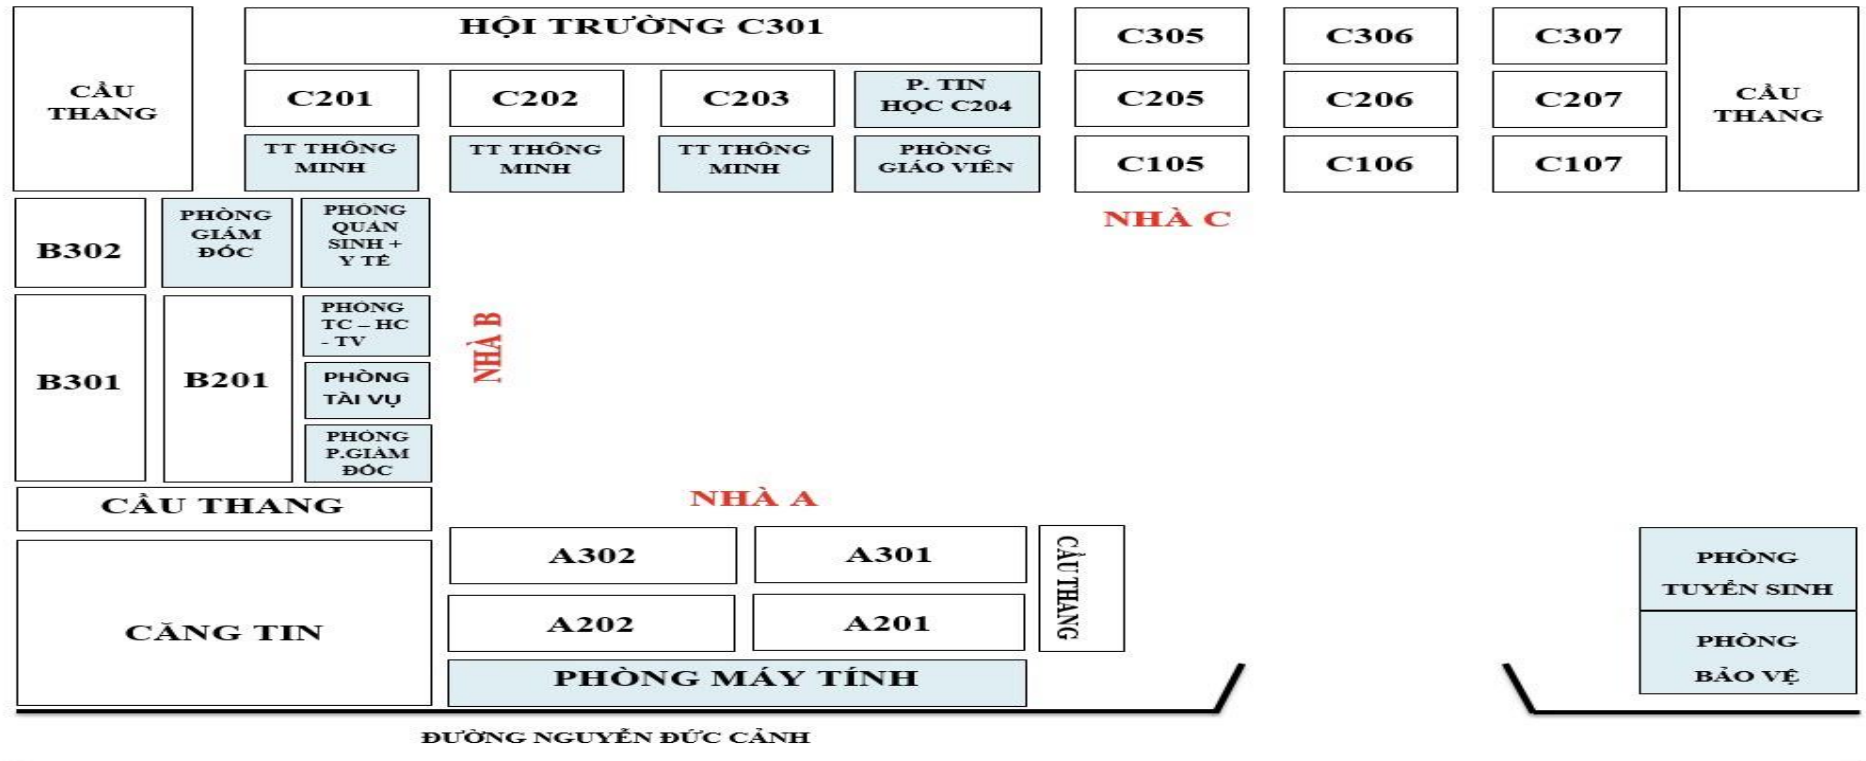 HỘI TRƯỜNG C301
C305
C306
C307
CẦU
THANG
C201
C202
C203
P. TIN
HỌC C204
C205
C206
C207
CẦU
THANG
TT THÔNG
MINH
TT THÔNG
MINH
TT THÔNG
MINH
PHÒNG
GIÁO VIÊN
C105
C106
C107
NHÀ C
B302
PHÒNG
GIÁM
ĐỐC
PHÒNG
QUẢN
SINH +
Y TẾ
B301
B201
PHÒNG
TC – HC
- TV
PHÒNG
TÀI VỤ
PHÒNG
P.GIÁM
ĐỐC
NHÀ B
CẦU THANG
NHÀ A
A302
A301
CẦU THANG
A202
A201
CĂNG TIN
PHÒNG MÁY TÍNH
PHÒNG
TUYỂN SINH
PHÒNG
BẢO VỆ
ĐƯỜNG NGUYỄN ĐỨC CẢNH